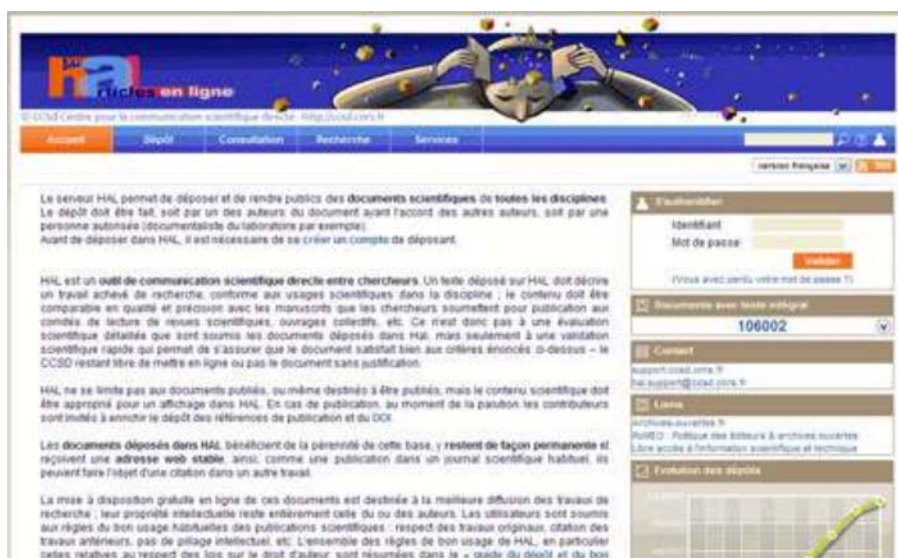 hal
articles en ligne
© CCSd Centre pour la communication scientifique directe - http://ccsd.cnrs.fr
Accueil Dépôt Consultation Recherche Services
version française
Le serveur HAL permet de déposer et de rendre publics des documents scientifiques de toutes les disciplines.
Le dépôt doit être fait, soit par un des auteurs du document ayant l'accord des autres auteurs, soit par une
personne autorisée (documentaliste du laboratoire par exemple).
Avant de déposer dans HAL, il est nécessaire de se créer un compte de déposant.
HAL est un outil de communication scientifique directe entre chercheurs. Un texte déposé sur HAL doit décrire
un travail achevé de recherche, conforme aux usages scientifiques dans la discipline ; le contenu doit être
comparable en qualité et précision avec les manuscrits que les chercheurs soumettent pour publication aux
comités de lecture de revues scientifiques, ouvrages collectifs, etc. Ce n'est donc pas à une évaluation
scientifique détaillée que sont soumis les documents déposés dans HAL, mais seulement à une validation
scientifique rapide qui permet de s'assurer que le document satisfait bien aux critères énoncés ci-dessus – le
CCSD restant libre de mettre en ligne ou pas le document sans justification.
HAL ne se limite pas aux documents publiés, ou même destinés à être publiés, mais le contenu scientifique doit
être approprié pour un affichage dans HAL. En cas de publication, au moment de la parution les contributeurs
sont invités à enrichir le dépôt des références de publication et du DOI.
Les documents déposés dans HAL bénéficient de la pérennité de cette base, y restent de façon permanente et
reçoivent une adresse web stable; ainsi, comme une publication dans un journal scientifique habituel, ils
peuvent faire l'objet d'une citation dans un autre travail.
La mise à disposition gratuite en ligne de ces documents est destinée à la meilleure diffusion des travaux de
recherche ; leur propriété intellectuelle reste entièrement celle du ou des auteurs. Les utilisateurs sont soumis
aux règles du bon usage habituelles des publications scientifiques : respect des travaux originaux, citation des
travaux antérieurs, pas de pillage intellectuel, etc. L'ensemble des règles de bon usage de HAL, en particulier
celles relatives au respect des lois sur le droit d'auteur, sont résumées dans le « guide du dépôt et du bon
S'authentifier
Identifiant
Mot de passe
Valider
(Vous avez perdu votre mot de passe ?)
Documents avec texte intégral
106002
Contact
support.ccsd.cnrs.fr
hal.support@ccsd.cnrs.fr
Liens
Archives-ouvertes.fr
RoMEO : Politique des éditeurs & archives ouvertes
Libre accès à l'information scientifique et technique
Evolution des dépôts